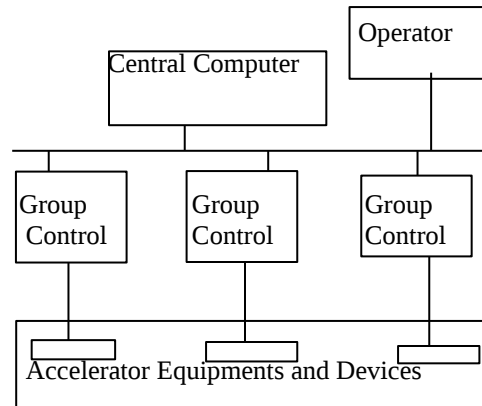 Operator
Central Computer
Group
Control
Group
Control
Group
Control
Accelerator Equipments and Devices